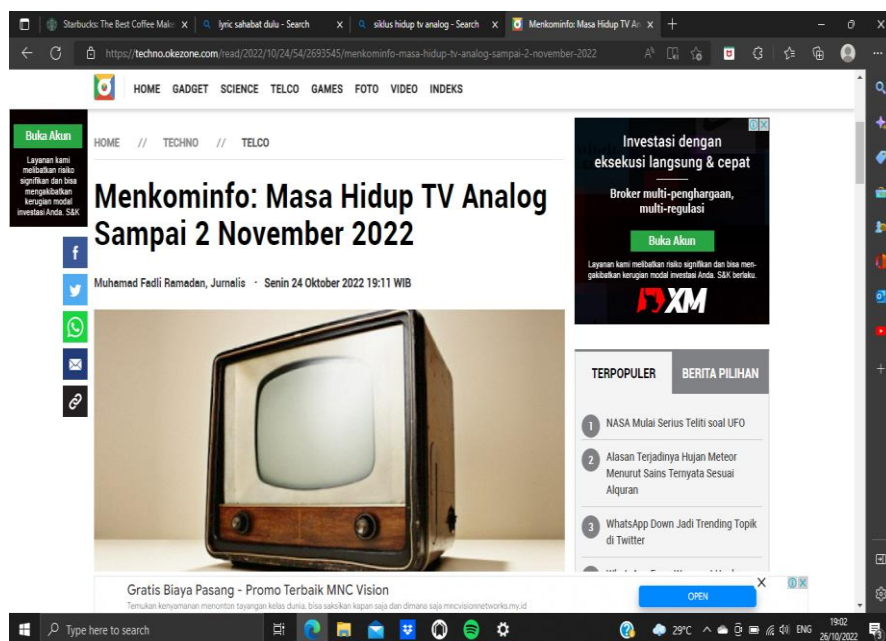 Starbucks: The Best Coffee Make
lyric sahabat dulu - Search
siklus hidup tv analog - Search
Menkominfo: Masa Hidup TV An
https://techno.okezone.com/read/2022/10/24/54/2693545/menkominfo-masa-hidup-tv-analog-sampai-2-november-2022
HOME GADGET SCIENCE TELCO GAMES FOTO VIDEO INDEKS
Buka Akun
Layanan kami
melibatkan risiko
signifikan dan bisa
mengakibatkan
kerugian modal
investasi Anda. S&K
HOME // TECHNO // TELCO
Menkominfo: Masa Hidup TV Analog
Sampai 2 November 2022
Muhamad Fadli Ramadan, Jurnalis · Senin 24 Oktober 2022 19:11 WIB
Investasi dengan
eksekusi langsung & cepat
Broker multi-penghargaan,
multi-regulasi
Buka Akun
Layanan kami melibatkan risiko signifikan dan bisa men-
gakibatkan kerugian modal investasi Anda. S&K berlaku.
XM
TERPOPULER BERITA PILIHAN
1 NASA Mulai Serius Teliti soal UFO
2 Alasan Terjadinya Hujan Meteor
Menurut Sains Ternyata Sesuai
Alquran
3 WhatsApp Down Jadi Trending Topik
di Twitter
Gratis Biaya Pasang - Promo Terbaik MNC Vision
Temukan kenyamanan menonton tayangan kelas dunia, bisa saksikan kapan saja dan dimana saja mncvisionnetworks.my.id
OPEN
Type here to search
29°C
ENG
19:02
26/10/2022